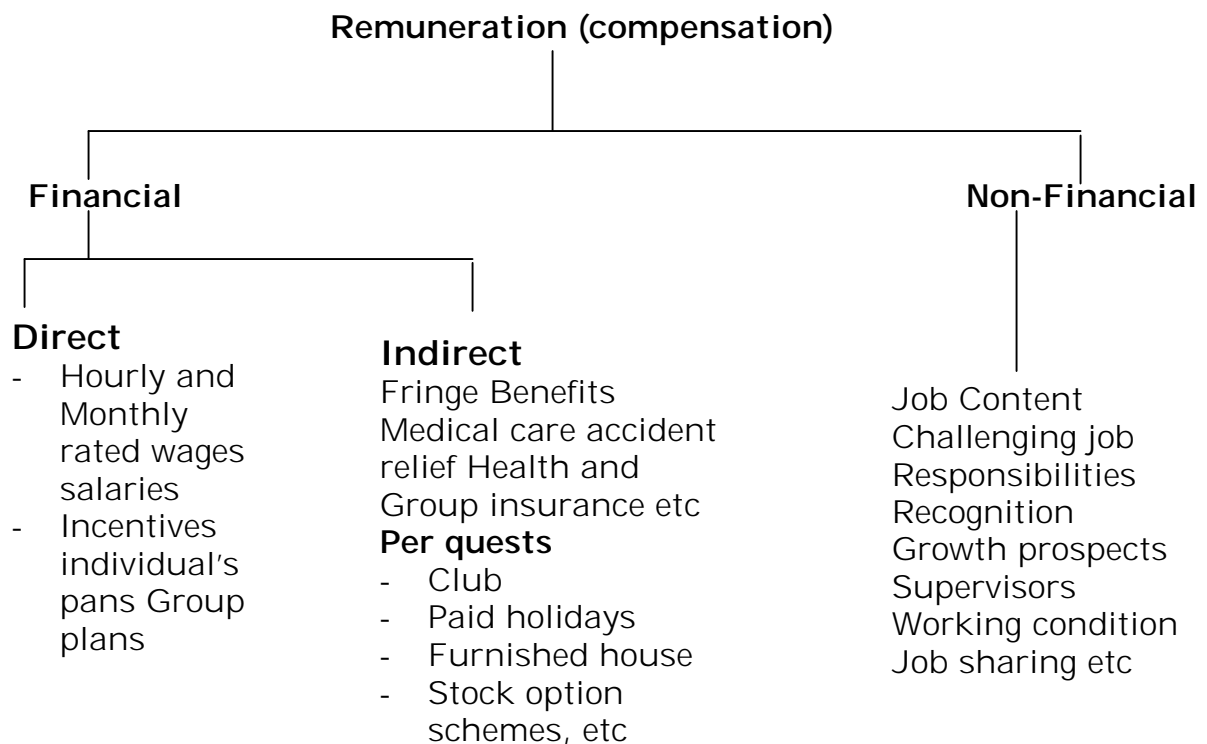 Remuneration (compensation)
Financial
Non-Financial
Direct
- Hourly and
Monthly
rated wages
salaries
- Incentives
individual's
pans Group
plans
Indirect
Fringe Benefits
Medical care accident
relief Health and
Group insurance etc
Per quests
- Club
- Paid holidays
- Furnished house
- Stock option
schemes, etc
Job Content
Challenging job
Responsibilities
Recognition
Growth prospects
Supervisors
Working condition
Job sharing etc